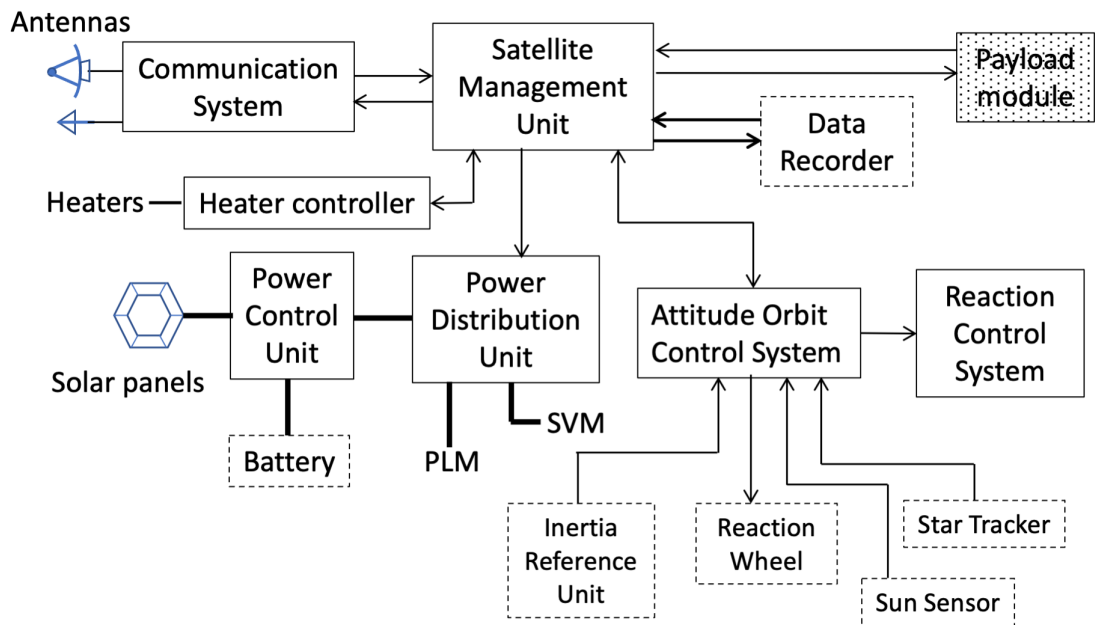 Antennas
Communication
System
Satellite
Management
Unit
Payload
module
Data
Recorder
Heaters
Heater controller
Power
Control
Unit
Solar panels
Power
Distribution
Unit
Attitude Orbit
Control System
Reaction
Control
System
SVM
PLM
Battery
Inertia
Reference
Unit
Reaction
Wheel
Star Tracker
Sun Sensor